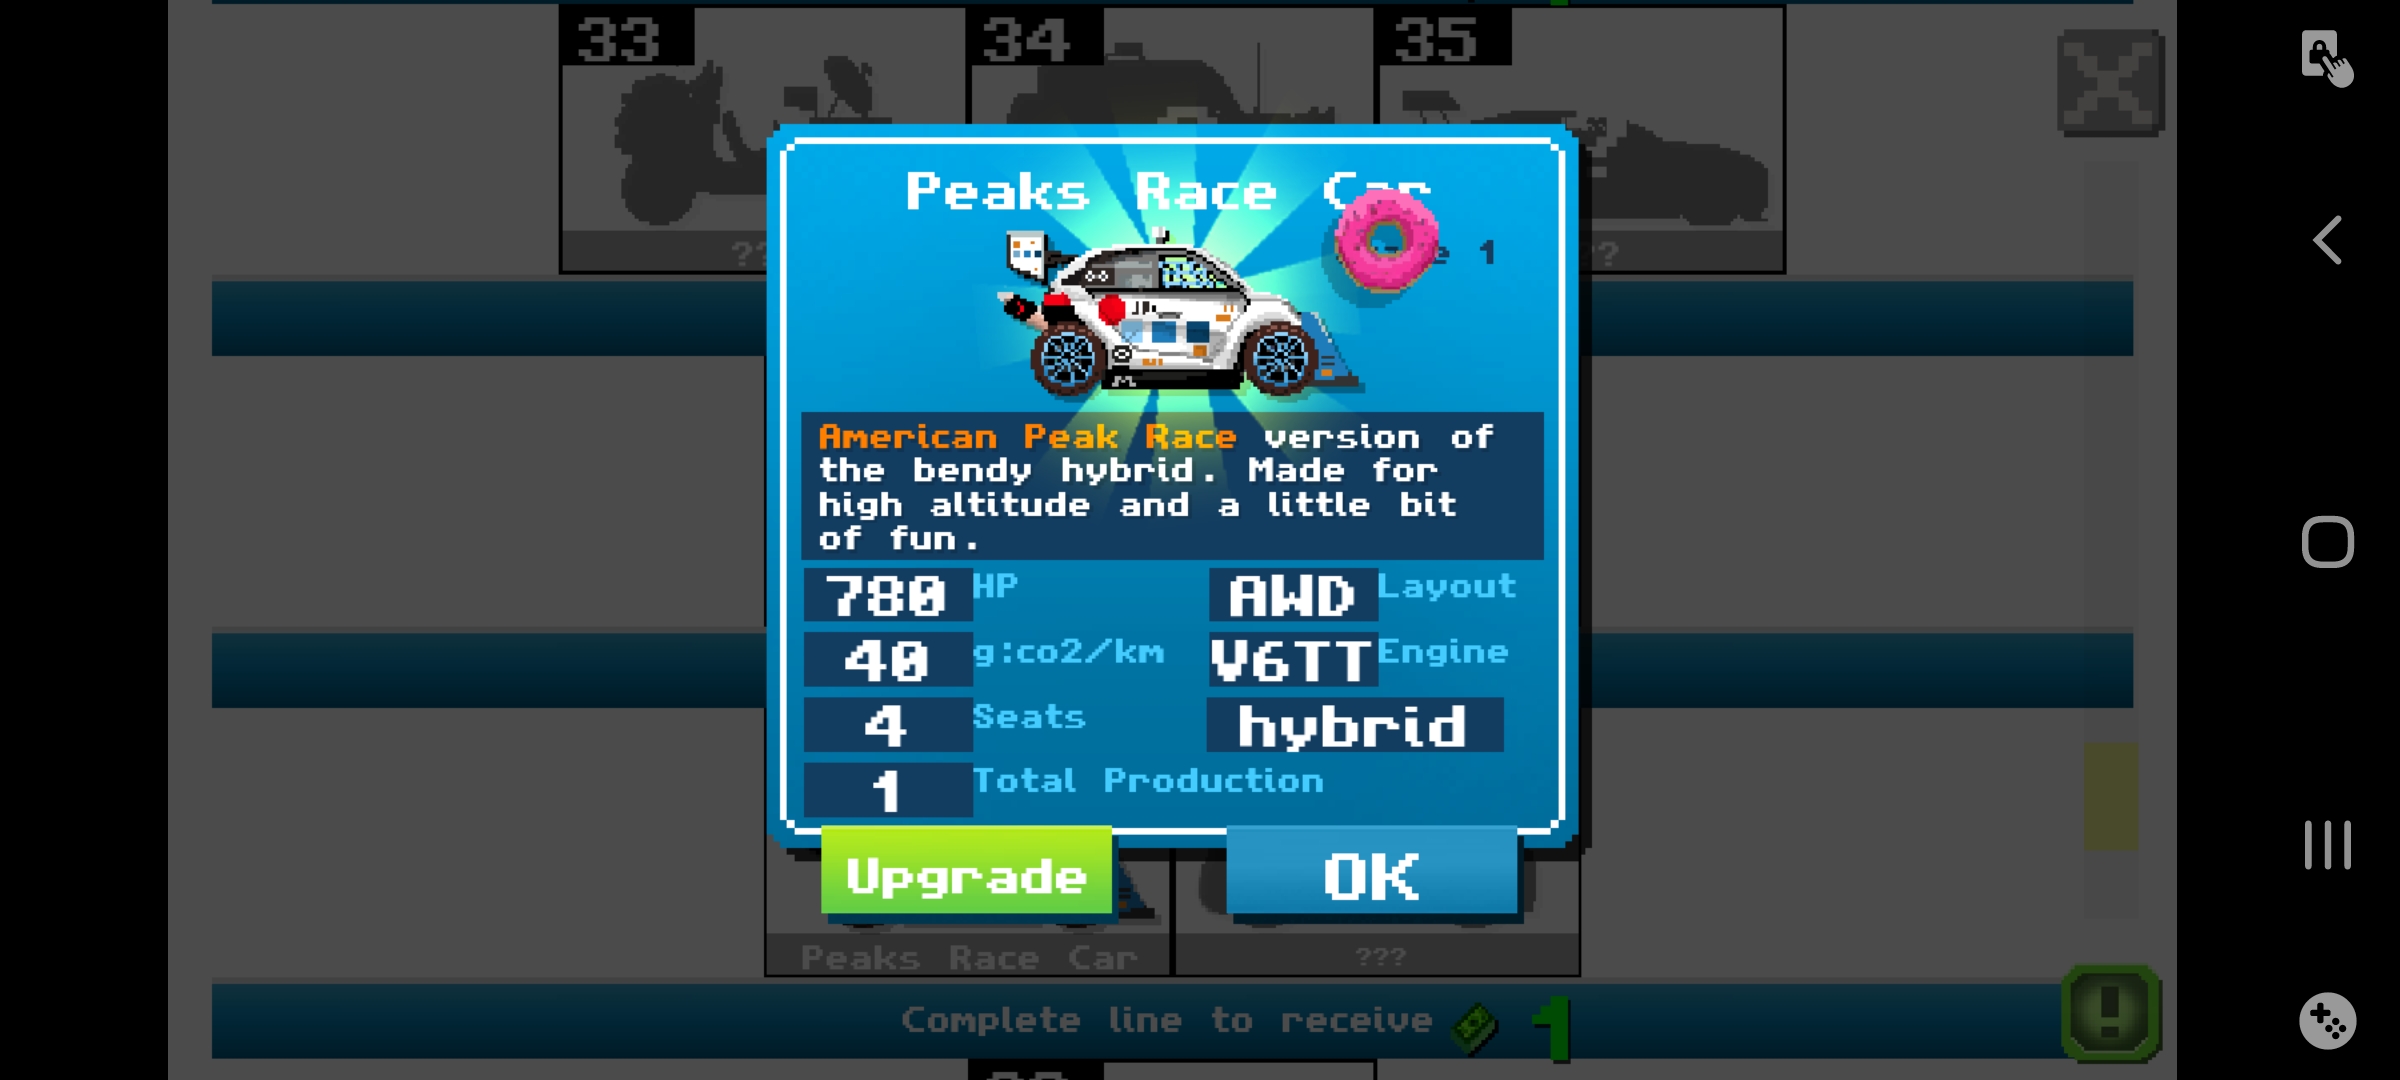 33
34
35
Peaks Race Car
1
American Peak Race version of
the bendy hybrid. Made for
high altitude and a little bit
of fun.
780 HP
AWD Layout
40 g:co2/km
V6TT Engine
4 Seats
hybrid
1 Total Production
Upgrade
OK
??
??
Peaks Race Car
???
Complete line to receive 1